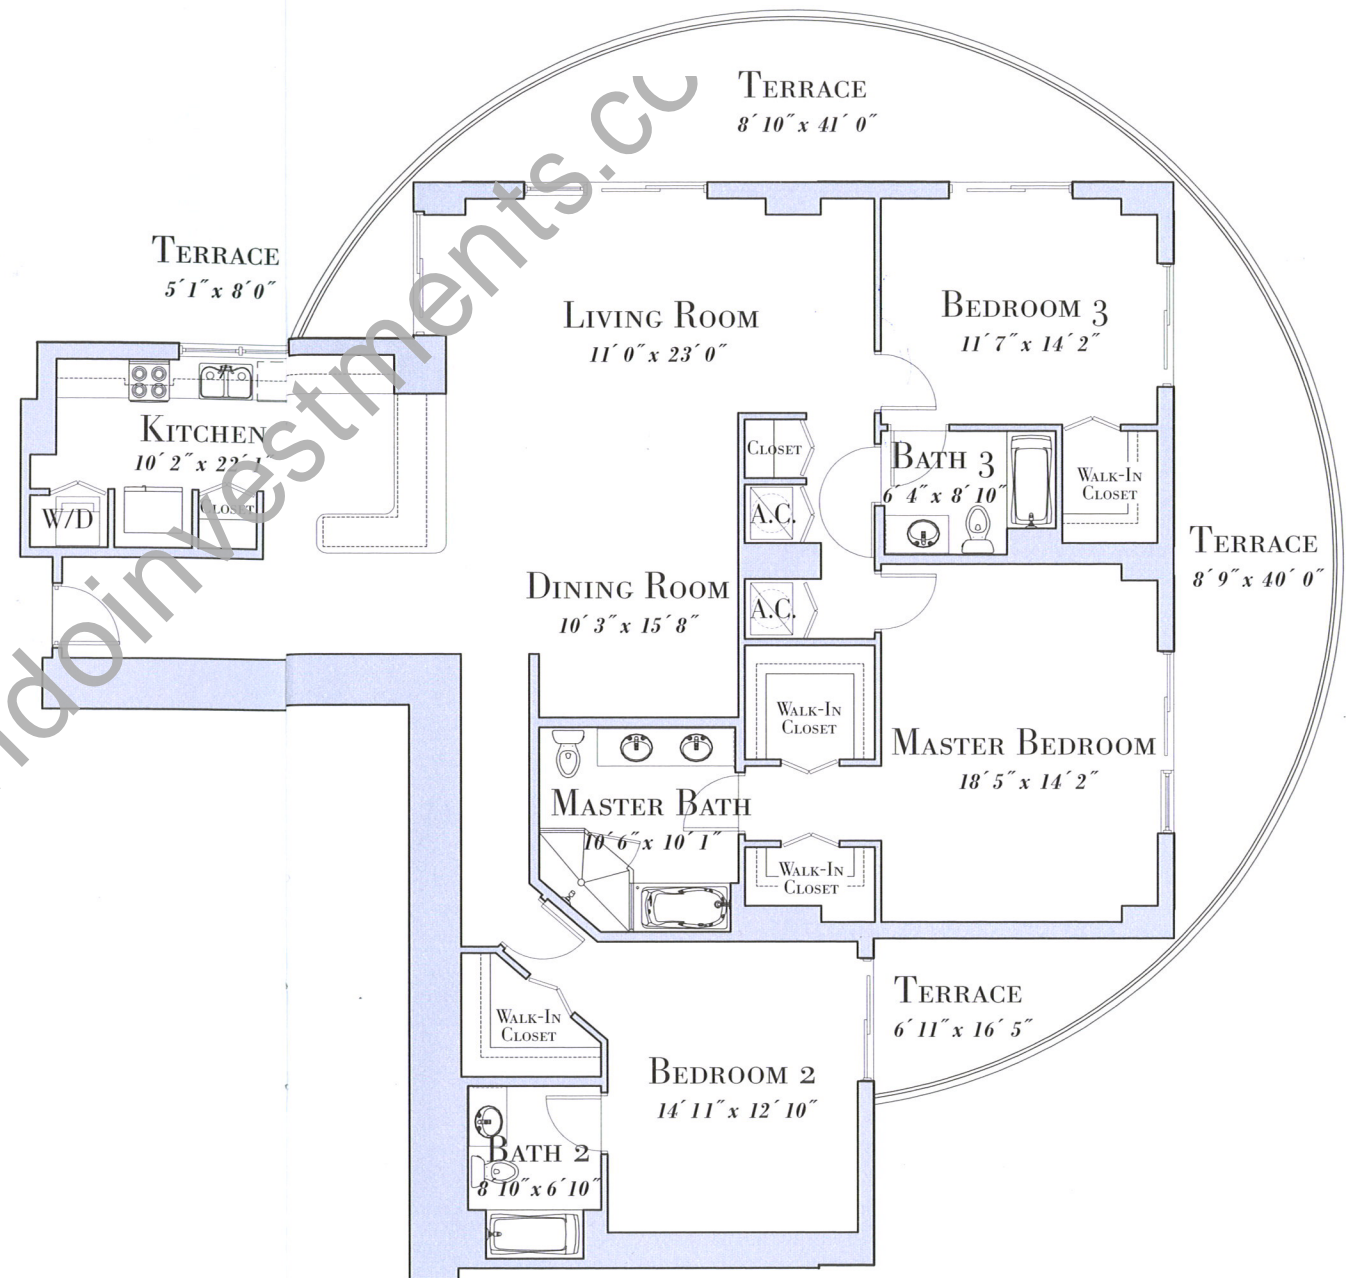 TERRACE
8' 10" x 41' 0"
TERRACE
5' 1" x 8' 0"
LIVING ROOM
11' 0" x 23' 0"
BEDROOM 3
11' 7" x 14' 2"
KITCHEN
10' 2" x 22' 1"
W/D
CLOSET
CLOSET
A.C.
A.C.
BATH 3
6' 4" x 8' 10"
WALK-IN
CLOSET
TERRACE
8' 9" x 40' 0"
DINING ROOM
10' 3" x 15' 8"
WALK-IN
CLOSET
MASTER BEDROOM
18' 5" x 14' 2"
MASTER BATH
10' 6" x 10' 1"
WALK-IN
CLOSET
TERRACE
6' 11" x 16' 5"
WALK-IN
CLOSET
BEDROOM 2
14' 11" x 12' 10"
BATH 2
8' 10" x 6' 10"
ndoinvestments.co